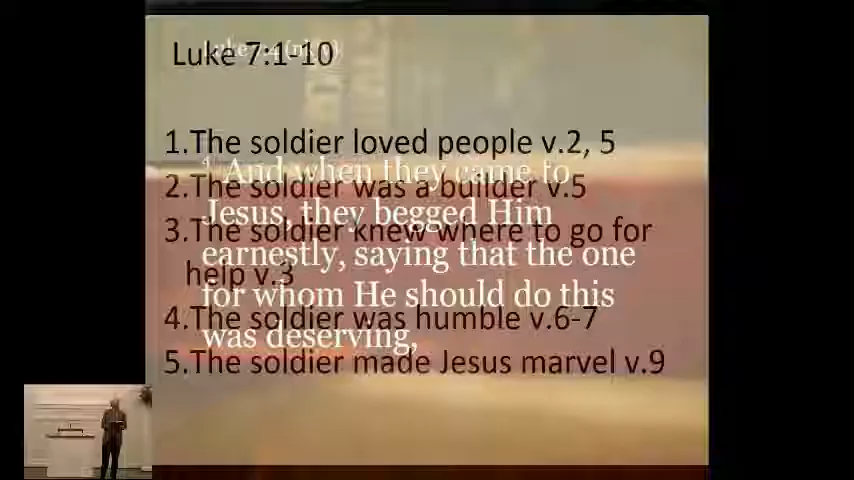 Luke 7:1-10
1.The soldier loved people v.2, 5
2.The soldier was a builder v.5
3.The soldier knew where to go for
help v.3
4.The soldier was humble v.6-7
5.The soldier made Jesus marvel v.9
4 And when they came to
Jesus, they begged Him
earnestly, saying that the one
for whom He should do this
was deserving,